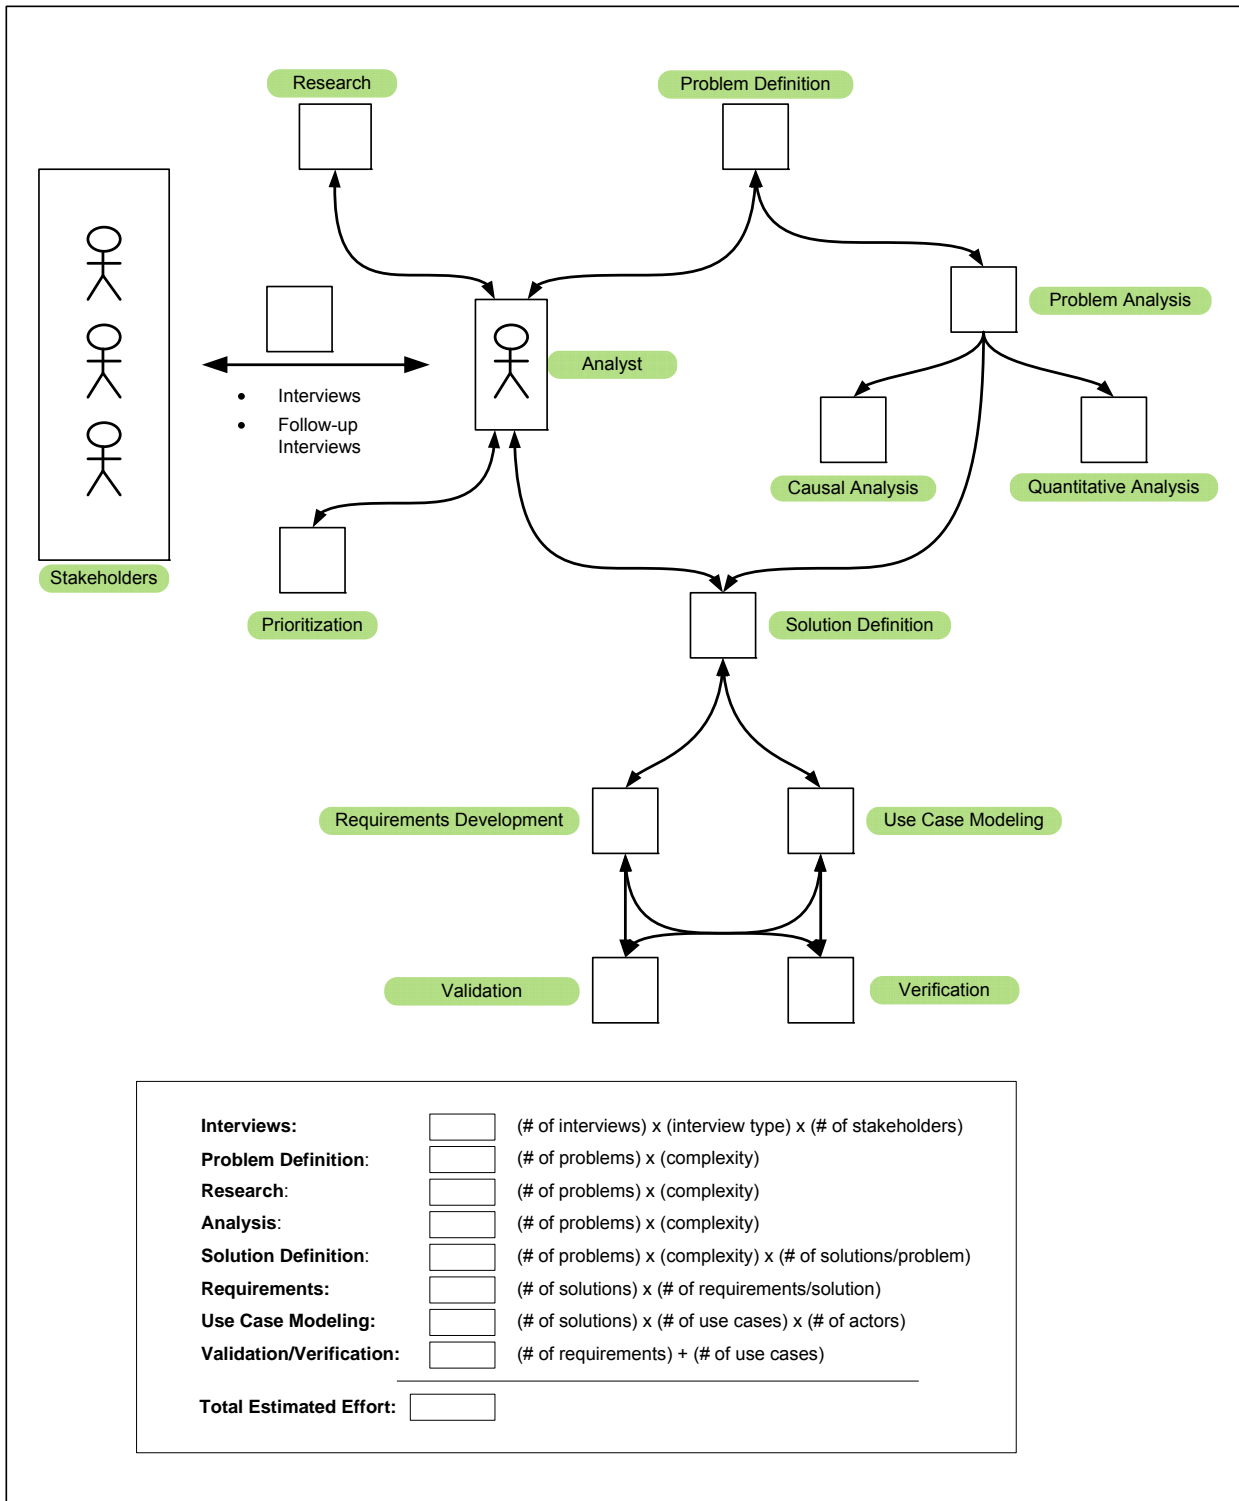 Research
Problem Definition
Problem Analysis
Analyst
• Interviews
• Follow-up
Interviews
Causal Analysis
Quantitative Analysis
Stakeholders
Prioritization
Solution Definition
Requirements Development
Use Case Modeling
Validation
Verification
Interviews: (# of interviews) x (interview type) x (# of stakeholders)
Problem Definition: (# of problems) x (complexity)
Research: (# of problems) x (complexity)
Analysis: (# of problems) x (complexity)
Solution Definition: (# of problems) x (complexity) x (# of solutions/problem)
Requirements: (# of solutions) x (# of requirements/solution)
Use Case Modeling: (# of solutions) x (# of use cases) x (# of actors)
Validation/Verification: (# of requirements) + (# of use cases)
Total Estimated Effort: